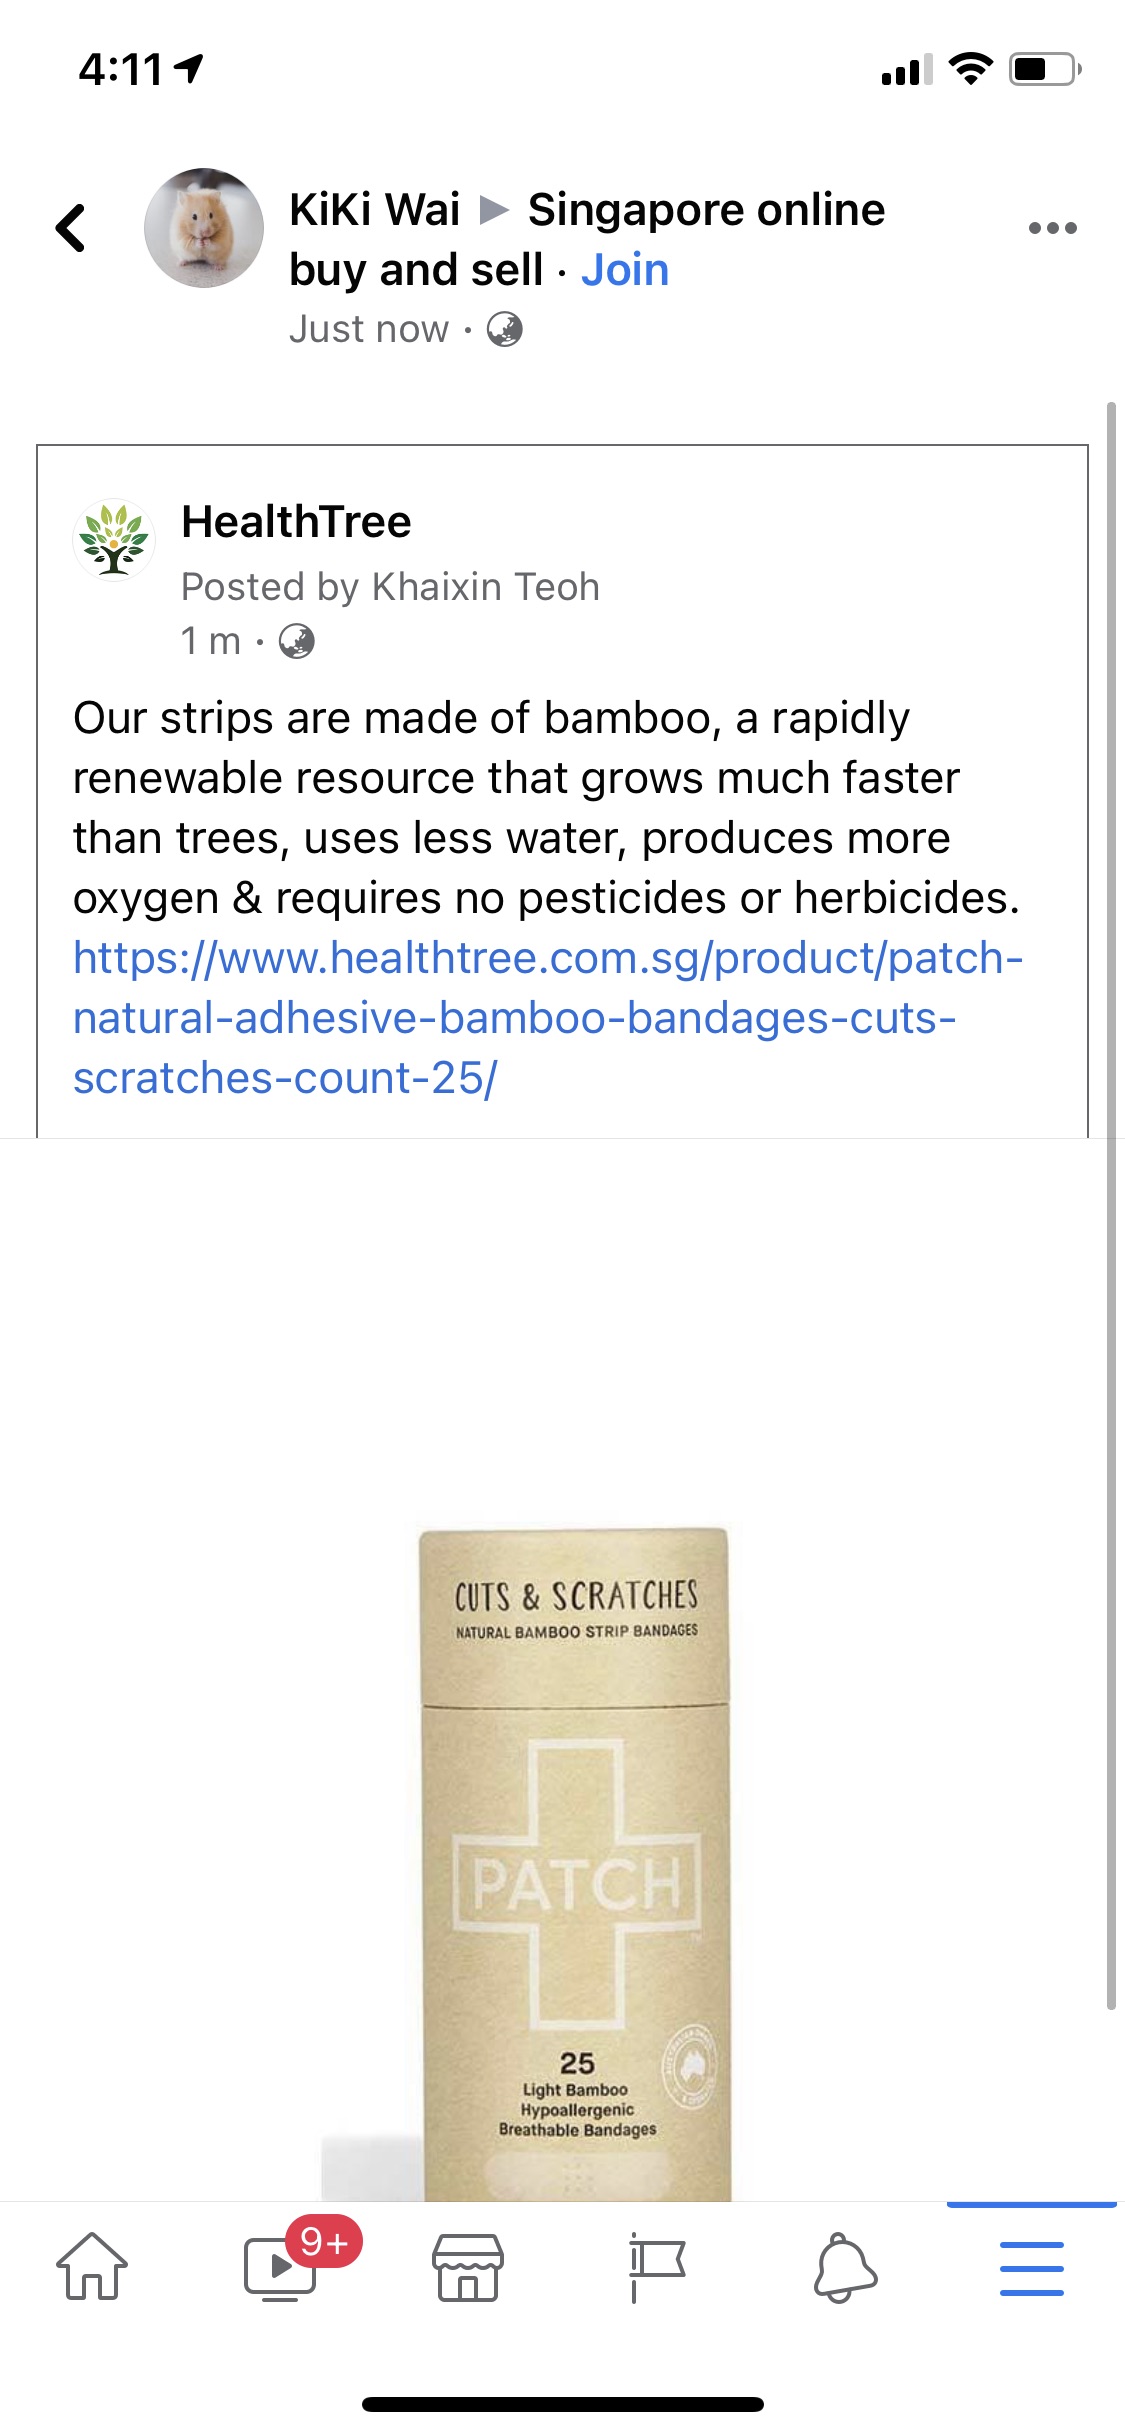 4:11
KiKi Wai ▶ Singapore online
buy and sell · Join
Just now ·
HealthTree
Posted by Khaixin Teoh
1 m ·
Our strips are made of bamboo, a rapidly
renewable resource that grows much faster
than trees, uses less water, produces more
oxygen & requires no pesticides or herbicides.
https://www.healthtree.com.sg/product/patch-
natural-adhesive-bamboo-bandages-cuts-
scratches-count-25/
CUTS & SCRATCHES
NATURAL BAMBOO STRIP BANDAGES
PATCH
TM
25
Light Bamboo
Hypoallergenic
Breathable Bandages
9+